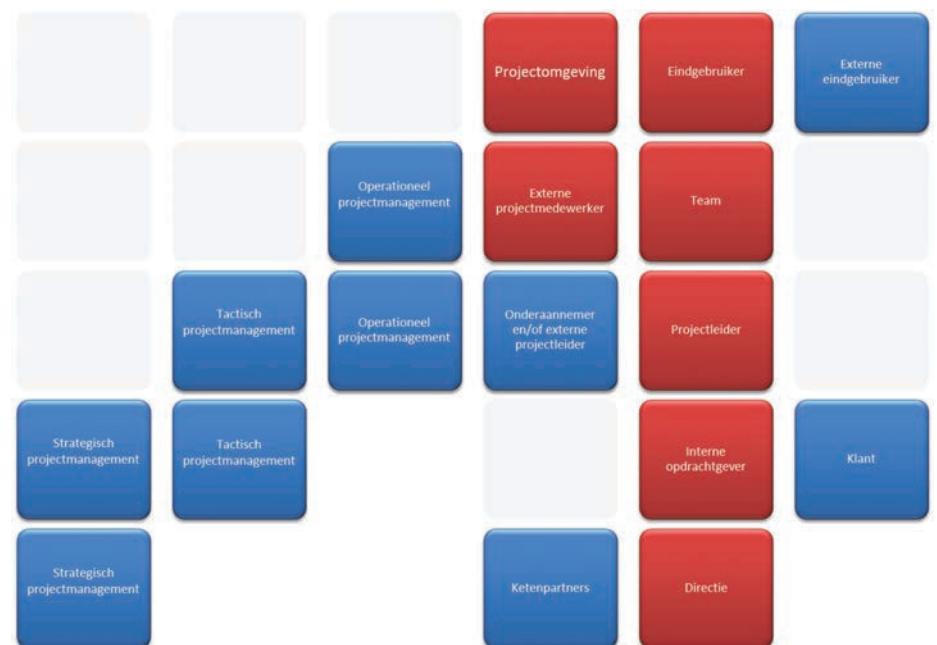 Projectomgeving
Eindgebruiker
Externe
eindgebruiker
Operationeel
projectmanagement
Externe
projectmedewerker
Team
Tactisch
projectmanagement
Operationeel
projectmanagement
Onderaannemer
en/of externe
projectleider
Projectleider
Strategisch
projectmanagement
Tactisch
projectmanagement
Interne
opdrachtgever
Klant
Strategisch
projectmanagement
Ketenpartners
Directie